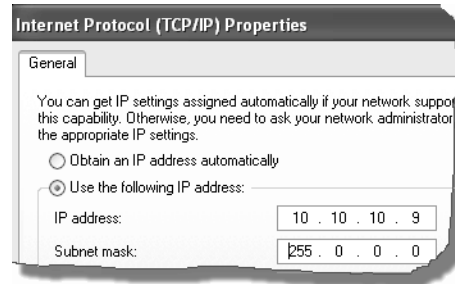 Internet Protocol (TCP/IP) Properties
General
You can get IP settings assigned automatically if your network
this capability. Otherwise, you need to ask your network administrator
the appropriate IP settings.
Obtain an IP address automatically
Use the following IP address:
IP address: 10 . 10 . 10 . 9
Subnet mask: 255 . 0 . 0 . 0